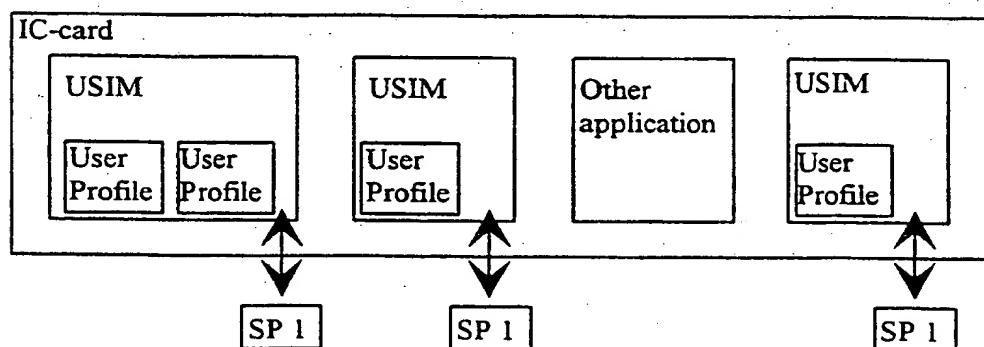 IC-card
USIM
User
Profile
User
Profile
USIM
User
Profile
Other
application
USIM
User
Profile
SP 1
SP 1
SP 1